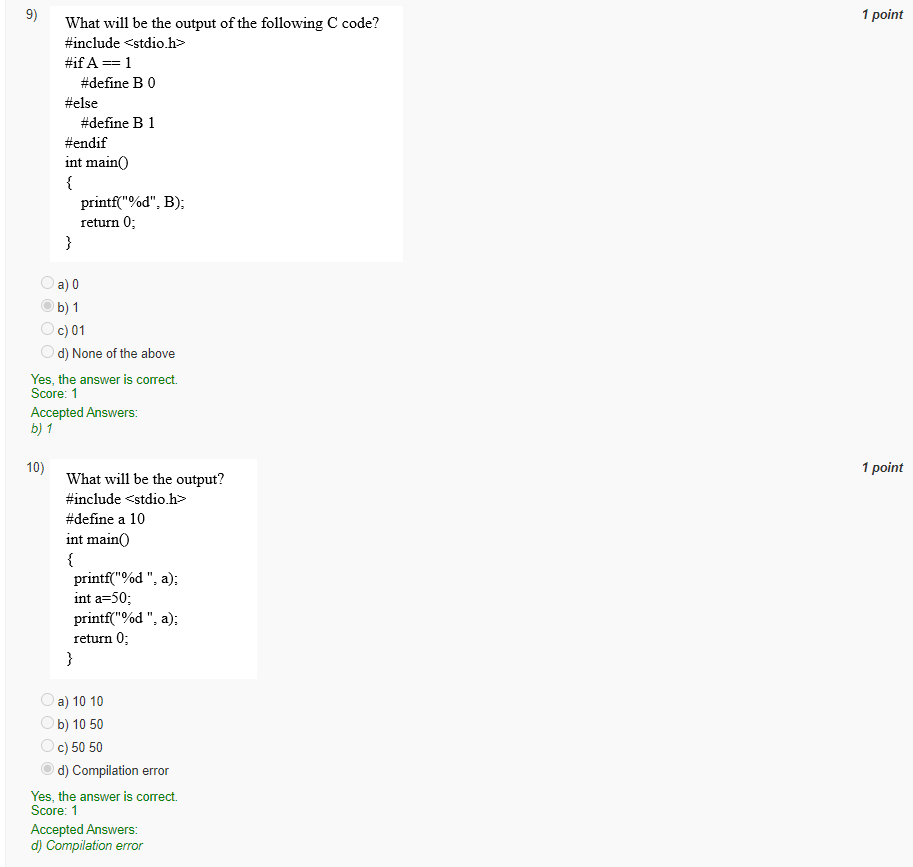 9)
1 point
What will be the output of the following C code?
#include <stdio.h>
#if A == 1
#define B 0
#else
#define B 1
#endif
int main()
{
printf("%d", B);
return 0;
}
a) 0
b) 1
c) 01
d) None of the above
Yes, the answer is correct.
Score: 1
Accepted Answers:
b) 1
10)
1 point
What will be the output?
#include <stdio.h>
#define a 10
int main()
{
printf("%d ", a);
int a=50;
printf("%d ", a);
return 0;
}
a) 10 10
b) 10 50
c) 50 50
d) Compilation error
Yes, the answer is correct.
Score: 1
Accepted Answers:
d) Compilation error